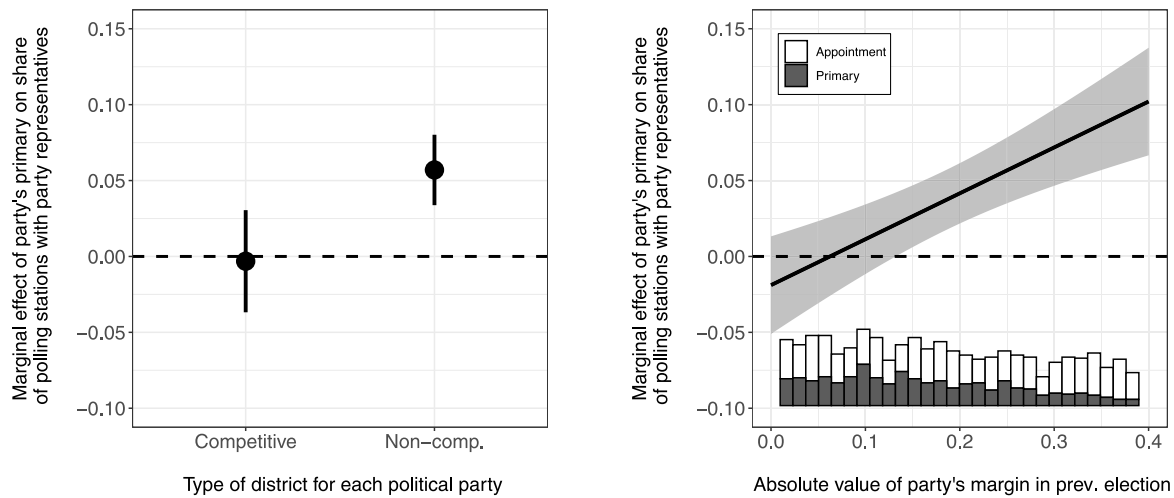 Marginal effect of party's primary on share
of polling stations with party representatives
0.15
0.10
0.05
0.00
−0.05
−0.10
Competitive
Non−comp.
Type of district for each political party
Marginal effect of party's primary on share
of polling stations with party representatives
0.15
0.10
0.05
0.00
−0.05
−0.10
Appointment
Primary
0.0
0.1
0.2
0.3
0.4
Absolute value of party's margin in prev. election